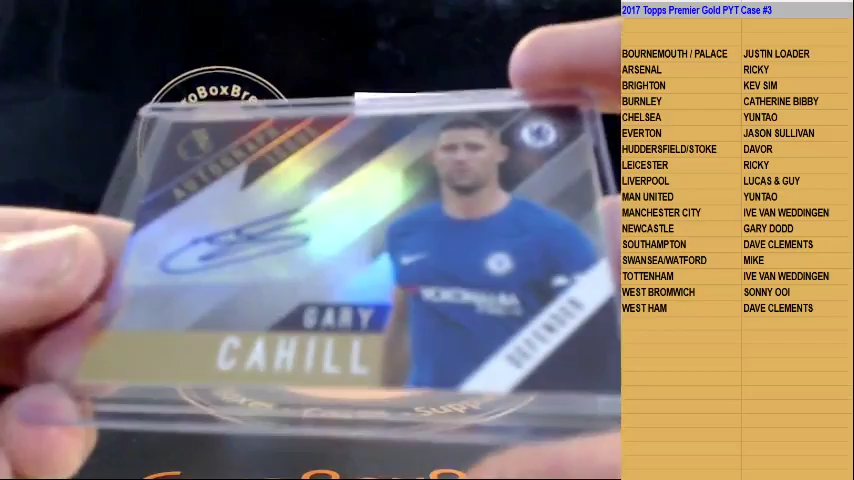 2017 Topps Premier Gold PYT Case #3
BOURNEMOUTH / PALACE JUSTIN LOADER
ARSENAL RICKY
BRIGHTON KEV SIM
BURNLEY CATHERINE BIBBY
CHELSEA YUNTAO
EVERTON JASON SULLIVAN
HUDDERSFIELD/STOKE DAVOR
LEICESTER RICKY
LIVERPOOL LUCAS & GUY
MAN UNITED YUNTAO
MANCHESTER CITY IVE VAN WEDDINGEN
NEWCASTLE GARY DODD
SOUTHAMPTON DAVE CLEMENTS
SWANSEA/WATFORD MIKE
TOTTENHAM IVE VAN WEDDINGEN
WEST BROMWICH SONNY OOI
WEST HAM DAVE CLEMENTS
AUTOGRAPH
ISSUE
GARY
CAHILL
DEFENDER
YOKOHAMA